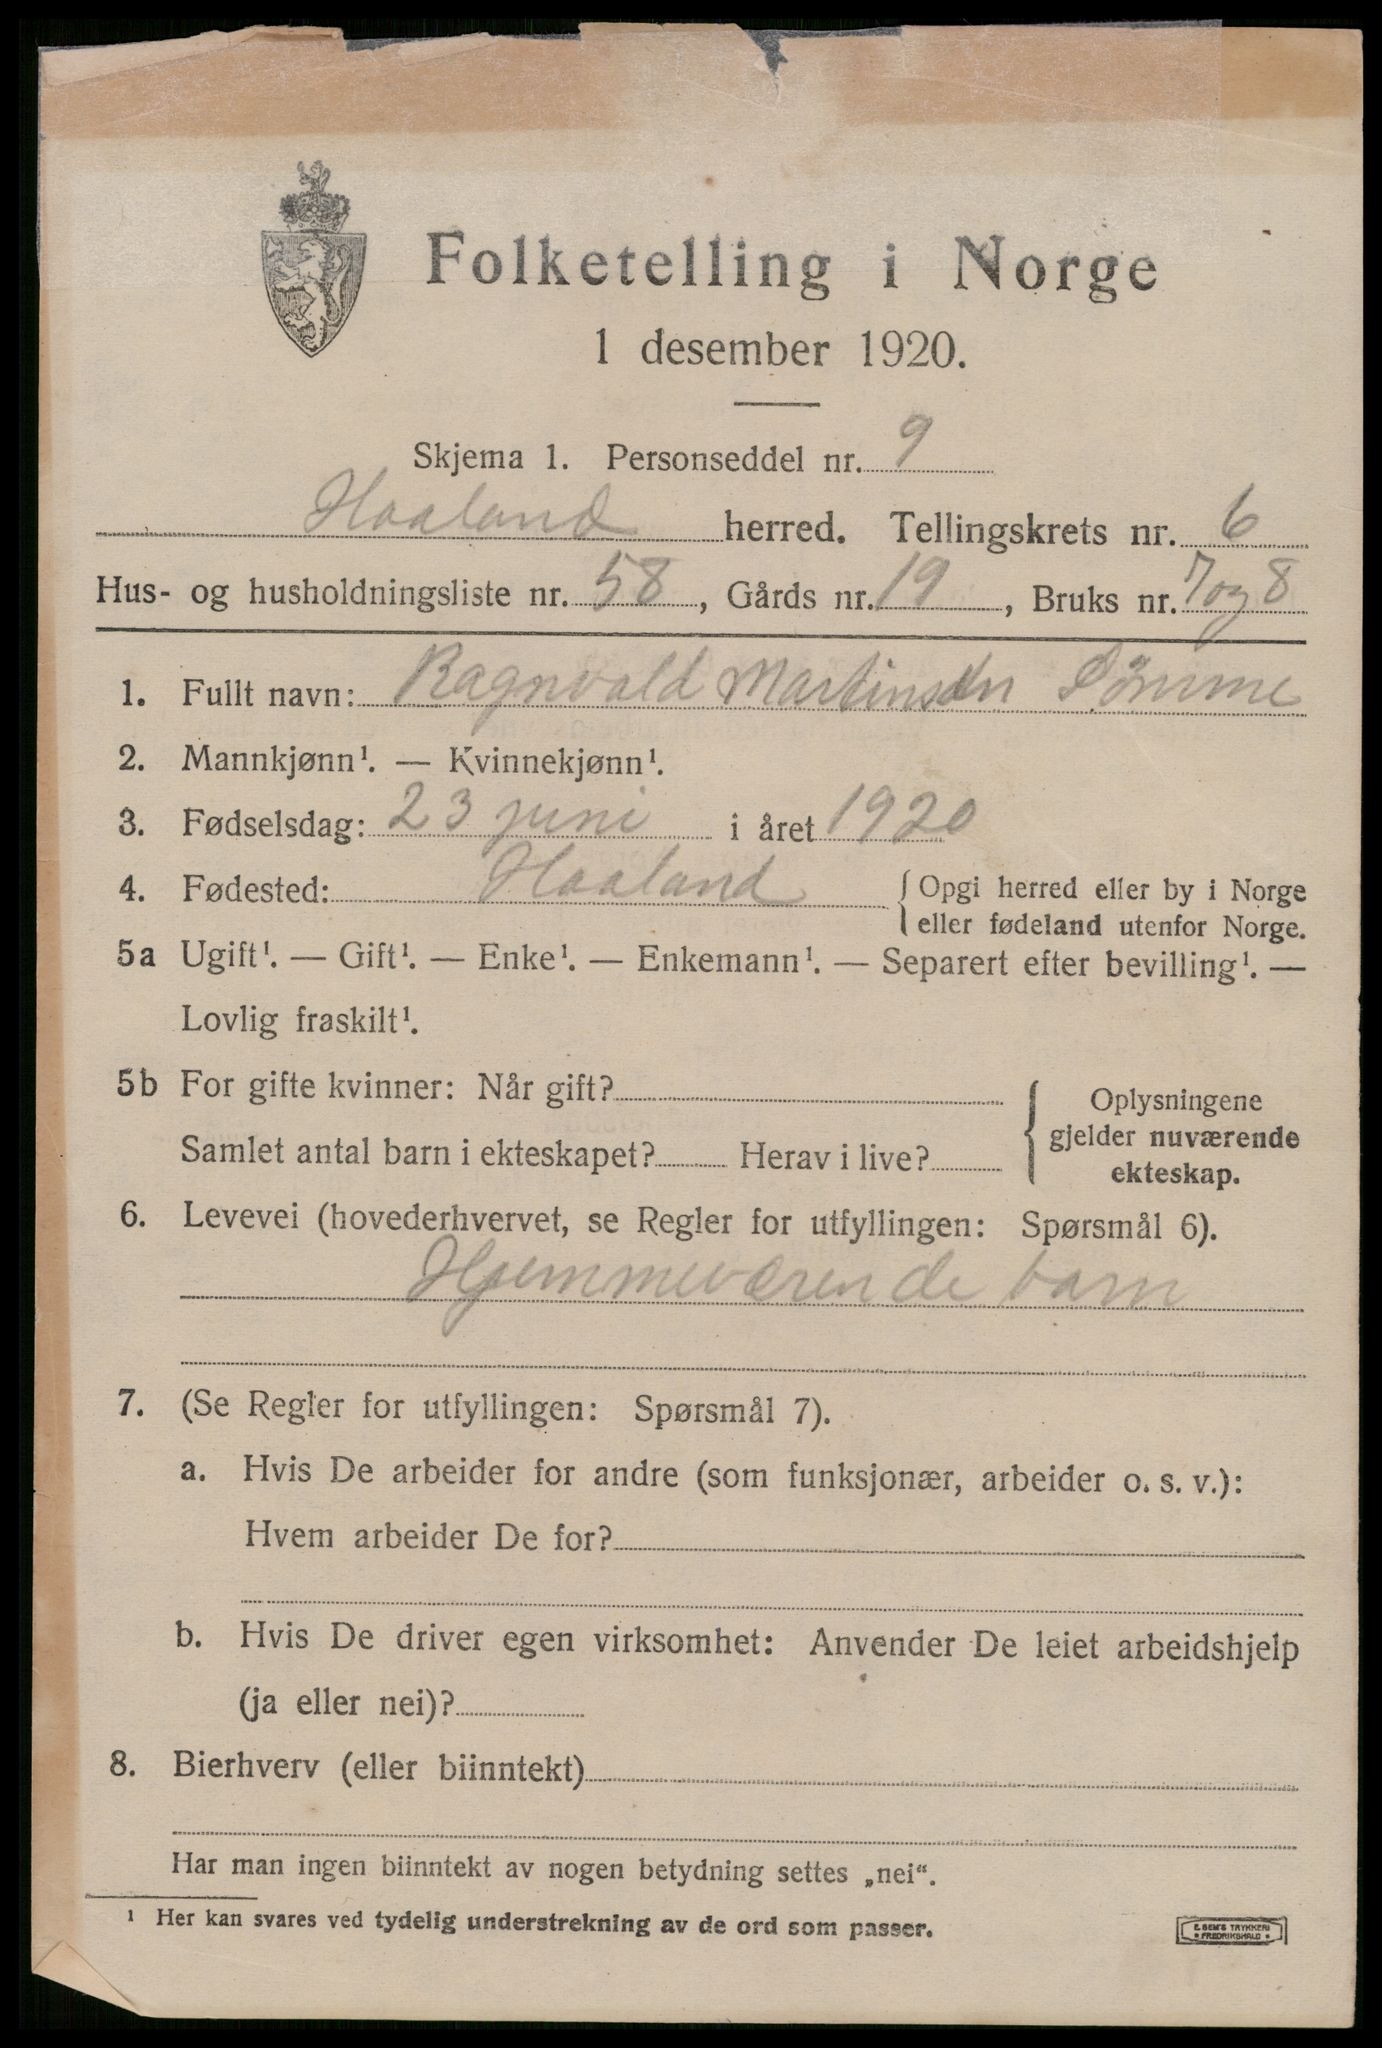 Folketelling i Norge
1 desember 1920.
Skjema 1. Personseddel nr. 9
Haaland herred. Tellingskrets nr. 6
Hus- og husholdningsliste nr. 58, Gårds nr. 19, Bruks nr. 7 og 8
1. Fullt navn: Ragnvald Martinsen Sømme
2. Mannkjønn¹. — Kvinnekjønn¹.
3. Fødselsdag: 23 juni i året 1920
4. Fødested: Haaland { Opgi herred eller by i Norge
eller fødeland utenfor Norge.
5a Ugift¹. — Gift¹. — Enke¹. — Enkemann¹. — Separert efter bevilling¹. —
Lovlig fraskilt¹.
5b For gifte kvinner: Når gift?
Samlet antal barn i ekteskapet? Herav i live?
{ Oplysningene
gjelder nuværende
ekteskap.
6. Levevei (hovederhvervet, se Regler for utfyllingen: Spørsmål 6).
Hjemmeværende barn
7. (Se Regler for utfyllingen: Spørsmål 7).
a. Hvis De arbeider for andre (som funksjonær, arbeider o. s. v.):
Hvem arbeider De for?
b. Hvis De driver egen virksomhet: Anvender De leiet arbeidshjelp
(ja eller nei)?
8. Bierhverv (eller biinntekt)
Har man ingen biinntekt av nogen betydning settes „nei“.
¹ Her kan svares ved tydelig understrekning av de ord som passer.
E. SEM'S TRYKKERI
* FREDRIKSHALD *